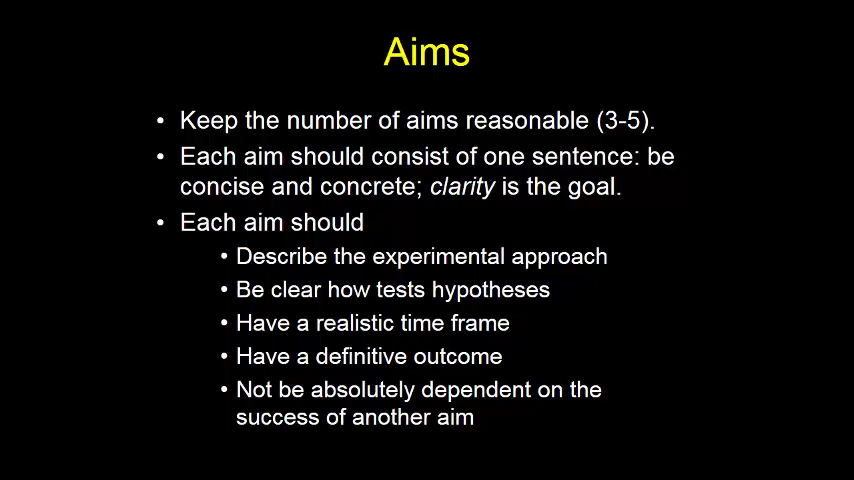 Aims
• Keep the number of aims reasonable (3-5).
• Each aim should consist of one sentence: be
concise and concrete; clarity is the goal.
• Each aim should
• Describe the experimental approach
• Be clear how tests hypotheses
• Have a realistic time frame
• Have a definitive outcome
• Not be absolutely dependent on the
success of another aim